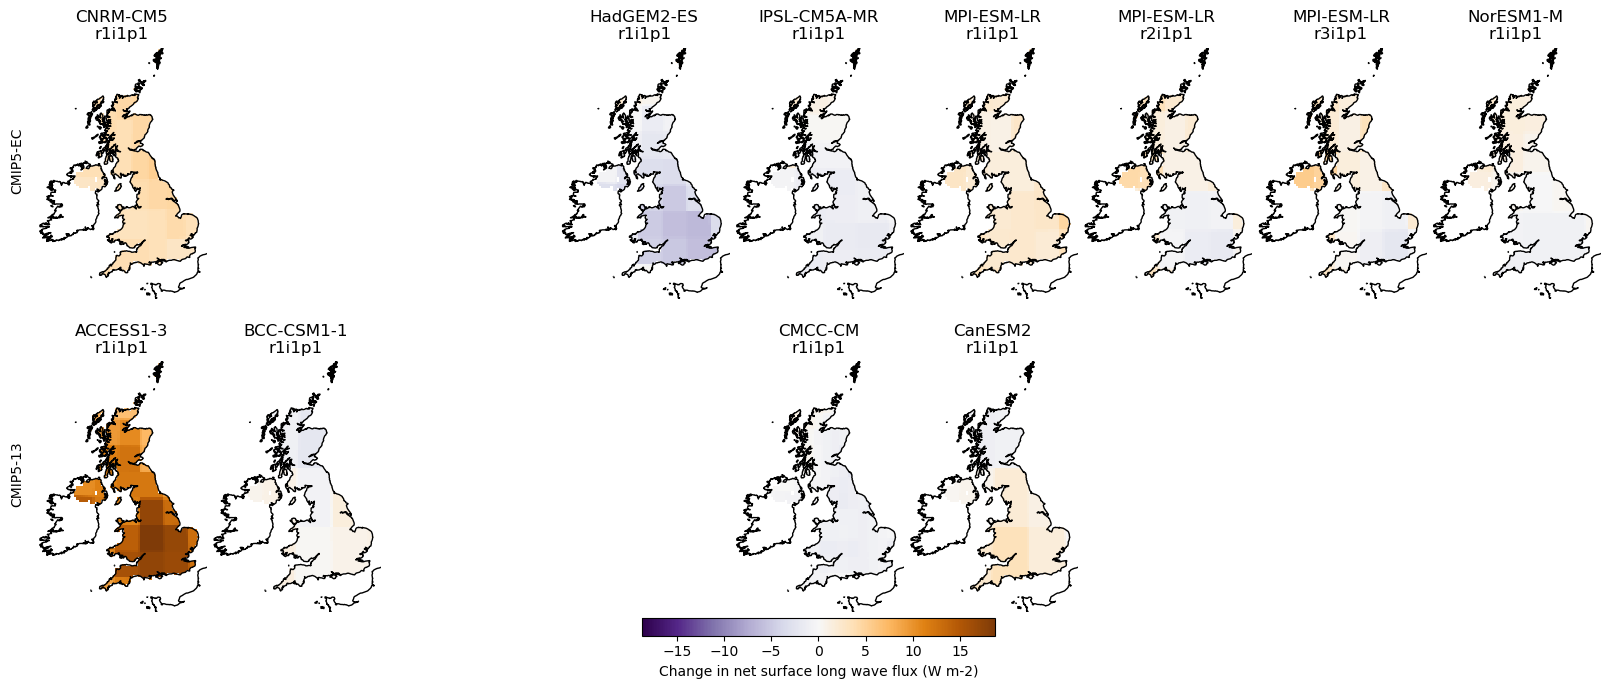 CNRM-CM5
r1i1p1
HadGEM2-ES
r1i1p1
IPSL-CM5A-MR
r1i1p1
MPI-ESM-LR
r1i1p1
MPI-ESM-LR
r2i1p1
MPI-ESM-LR
r3i1p1
NorESM1-M
r1i1p1
CMIP5-EC
ACCESS1-3
r1i1p1
BCC-CSM1-1
r1i1p1
CMCC-CM
r1i1p1
CanESM2
r1i1p1
CMIP5-13
−15 −10 −5 0 5 10 15
Change in net surface long wave flux (W m-2)